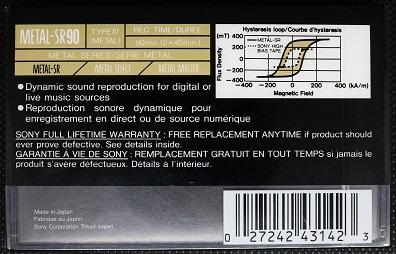 METAL-SR90
TYPE IV
(METAL)
REC TIME/DURÉE
90min (2×45min)
METAL SERIES/SÉRIE METAL
METAL-SR / METAL SELECT / METAL MASTER
Hysteresis loop/Courbe d'hysteresis
(mT)
400
200
0
-200
-400
METAL-SR
SONY HIGH BIAS TAPE
Flux Density
-400 -200 0 200 400 (kA/m)
Magnetic Field
● Dynamic sound reproduction for digital or
live music sources
● Reproduction sonore dynamique pour
enregistrement en direct ou de source numérique
SONY FULL LIFETIME WARRANTY : FREE REPLACEMENT ANYTIME if product should
ever prove defective. See details inside.
GARANTIE À VIE DE SONY : REMPLACEMENT GRATUIT EN TOUT TEMPS si jamais le
produit s'avère défectueux. Détails à l'intérieur.
Made in Japan
Fabriqué au Japon
Sony Corporation Tokyo Japan
0 27242 43142 3